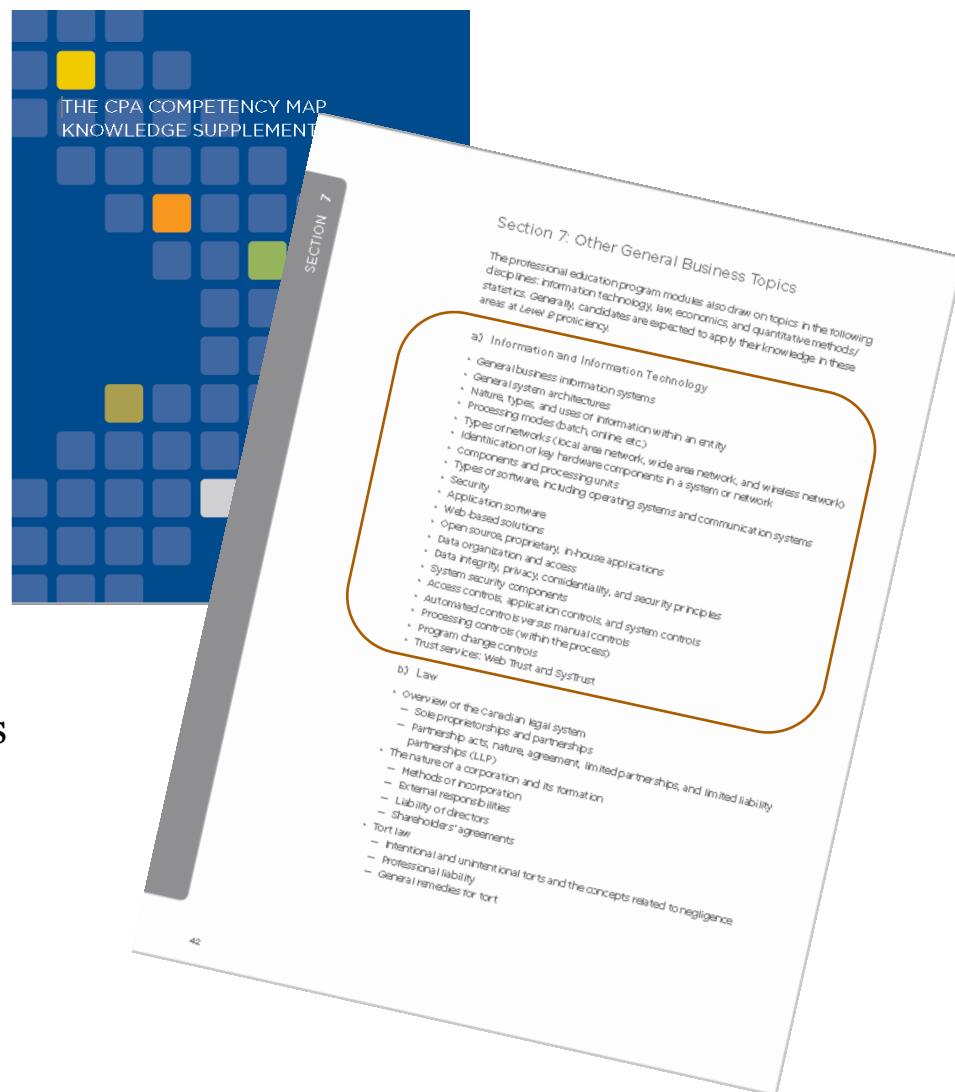 THE CPA COMPETENCY MAP
KNOWLEDGE SUPPLEMENT
SECTION 7
Section 7: Other General Business Topics
The professional education program modules also draw on topics in the following
disciplines: information technology, law, economics, and quantitative methods/
statistics. Generally, candidates are expected to apply their knowledge in these
areas at Level B proficiency.
a) Information and Information Technology
• General business information systems
• General system architectures
• Nature, types, and uses of information within an entity
• Processing modes (batch, online, etc.)
• Types of networks (local area network, wide area network, and wireless network)
• Identification of key hardware components in a system or network
• Components and processing units
• Types of software, including operating systems and communication systems
• Security
• Application software
• Web-based solutions
• Open source, proprietary, in-house applications
• Data organization and access
• Data integrity, privacy, confidentiality, and security principles
• System security components
• Access controls, application controls, and system controls
• Automated controls versus manual controls
• Processing controls (within the process)
• Program change controls
• Trust services: Web Trust and SysTrust
b) Law
• Overview of the Canadian legal system
— Sole proprietorships and partnerships
— Partnership acts, nature, agreement, limited partnerships, and limited liability
partnerships (LLP)
• The nature of a corporation and its formation
— Methods of incorporation
— External responsibilities
— Liability of directors
— Shareholders' agreements
• Tort law
— Intentional and unintentional torts and the concepts related to negligence
— Professional liability
— General remedies for tort
42
s